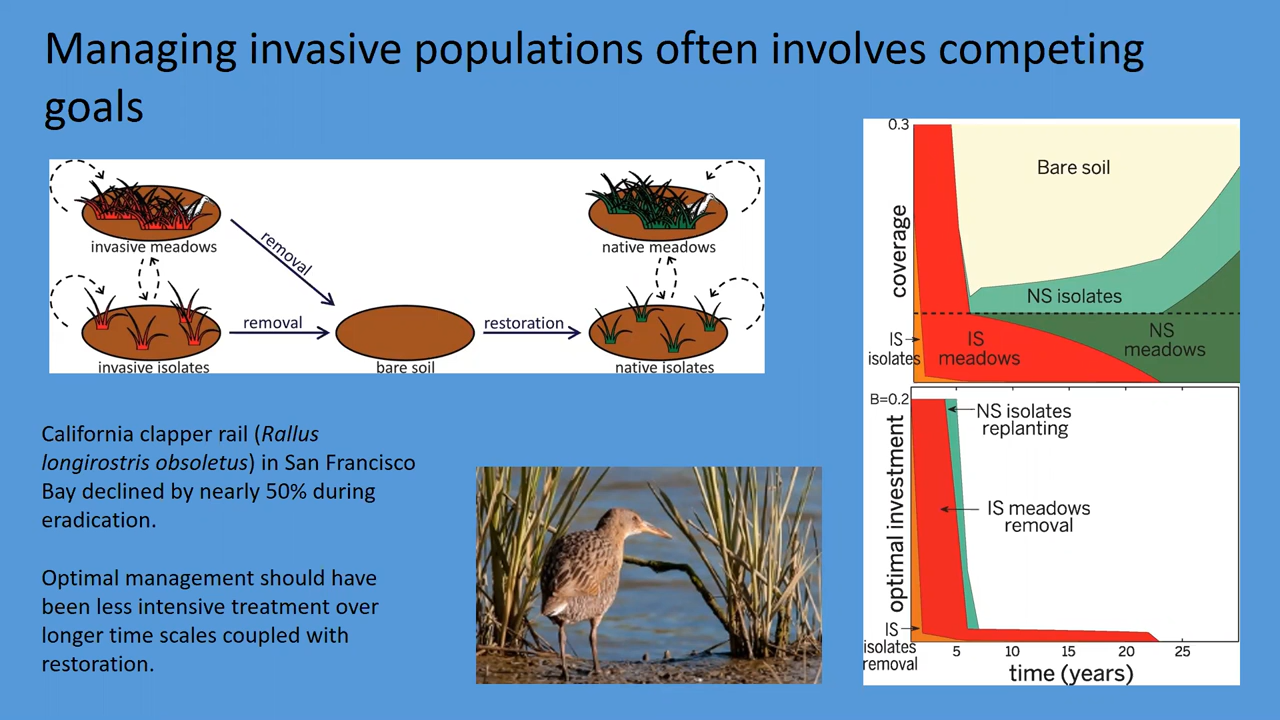 Managing invasive populations often involves competing
goals
invasive meadows
removal
native meadows
removal
restoration
invasive isolates
bare soil
native isolates
California clapper rail (Rallus
longirostris obsoletus) in San Francisco
Bay declined by nearly 50% during
eradication.
Optimal management should have
been less intensive treatment over
longer time scales coupled with
restoration.
0.3
coverage
Bare soil
NS isolates
IS
isolates
IS
meadows
NS
meadows
B=0.2
optimal investment
NS isolates
replanting
IS meadows
removal
IS
isolates
removal
5 10 15 20 25
time (years)